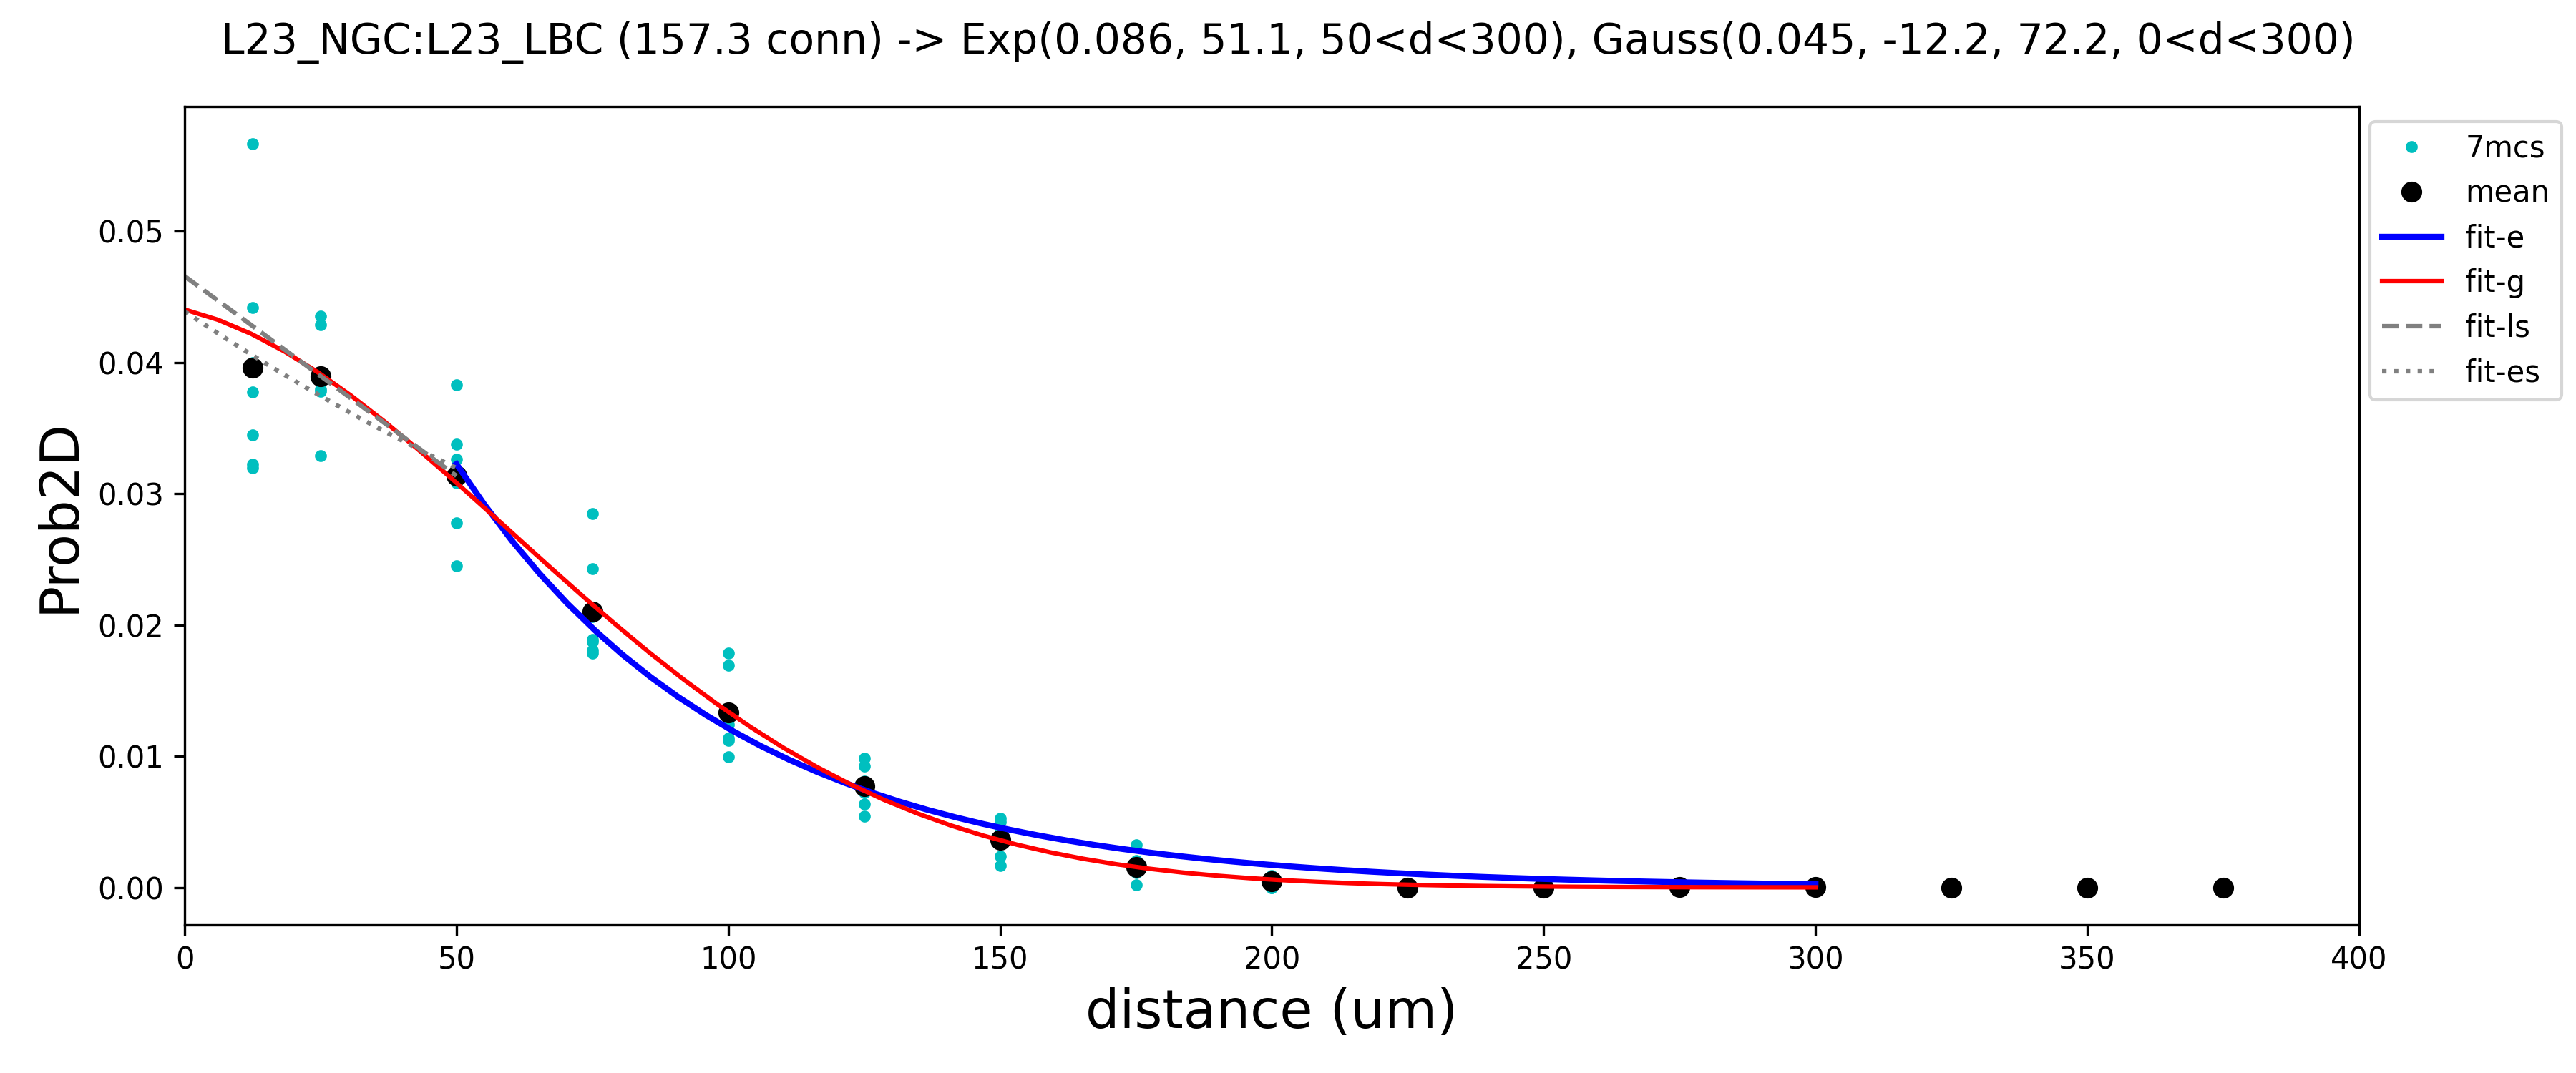 L23_NGC:L23_LBC (157.3 conn) -> Exp(0.086, 51.1, 50<d<300), Gauss(0.045, -12.2, 72.2, 0<d<300)
7mcs
mean
fit-e
fit-g
fit-ls
fit-es
Prob2D
0.05
0.04
0.03
0.02
0.01
0.00
0 50 100 150 200 250 300 350 400
distance (um)